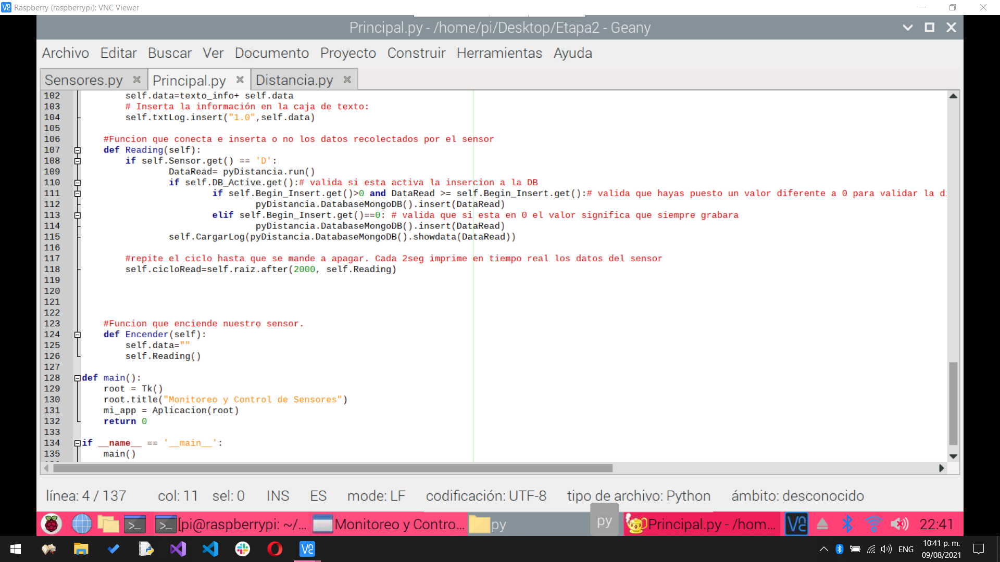 Raspberry (raspberrypi): VNC Viewer
Principal.py - /home/pi/Desktop/Etapa2 - Geany
Archivo Editar Buscar Ver Documento Proyecto Construir Herramientas Ayuda
Sensores.py Principal.py Distancia.py
102 self.data=texto_info+ self.data
103 # Inserta la información en la caja de texto:
104 self.txtLog.insert("1.0",self.data)
105
106 #Funcion que conecta e inserta o no los datos recolectados por el sensor
107 def Reading(self):
108 if self.Sensor.get() == 'D':
109 DataRead= pyDistancia.run()
110 if self.DB_Active.get():# valida si esta activa la insercion a la DB
111 if self.Begin_Insert.get()>0 and DataRead >= self.Begin_Insert.get():# valida que hayas puesto un valor diferente a 0 para validar la di
112 pyDistancia.DatabaseMongoDB().insert(DataRead)
113 elif self.Begin_Insert.get()==0: # valida que si esta en 0 el valor significa que siempre grabara
114 pyDistancia.DatabaseMongoDB().insert(DataRead)
115 self.CargarLog(pyDistancia.DatabaseMongoDB().showdata(DataRead))
116
117 #repite el ciclo hasta que se mande a apagar. Cada 2seg imprime en tiempo real los datos del sensor
118 self.cicloRead=self.raiz.after(2000, self.Reading)
119
120
121
122
123 #Funcion que enciende nuestro sensor.
124 def Encender(self):
125 self.data=""
126 self.Reading()
127
128 def main():
129 root = Tk()
130 root.title("Monitoreo y Control de Sensores")
131 mi_app = Aplicacion(root)
132 return 0
133
134 if __name__ == '__main__':
135 main()
línea: 4 / 137 col: 11 sel: 0 INS ES mode: LF codificación: UTF-8 tipo de archivo: Python ámbito: desconocido
[pi@raspberrypi: ~/... Monitoreo y Contro... py py Principal.py - /hom... 22:41
ENG 10:41 p. m.
09/08/2021